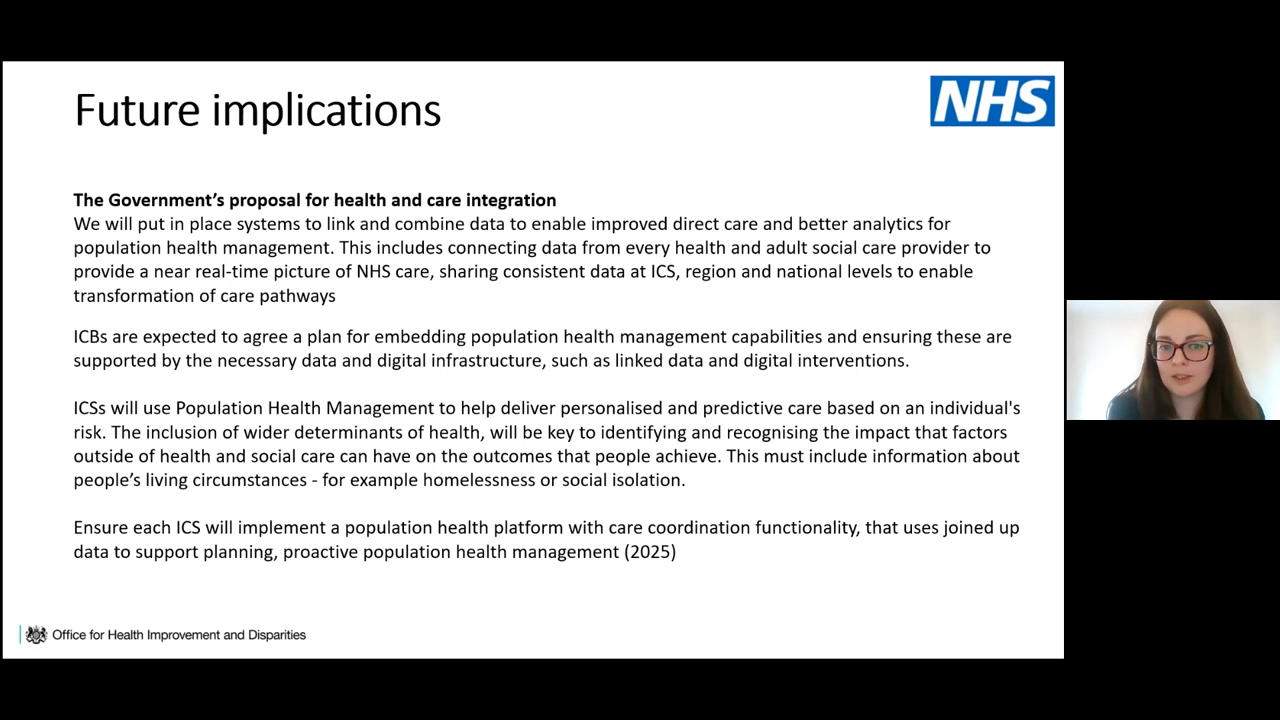 Future implications
NHS
The Government's proposal for health and care integration
We will put in place systems to link and combine data to enable improved direct care and better analytics for
population health management. This includes connecting data from every health and adult social care provider to
provide a near real-time picture of NHS care, sharing consistent data at ICS, region and national levels to enable
transformation of care pathways
ICBs are expected to agree a plan for embedding population health management capabilities and ensuring these are
supported by the necessary data and digital infrastructure, such as linked data and digital interventions.
ICSs will use Population Health Management to help deliver personalised and predictive care based on an individual's
risk. The inclusion of wider determinants of health, will be key to identifying and recognising the impact that factors
outside of health and social care can have on the outcomes that people achieve. This must include information about
people's living circumstances - for example homelessness or social isolation.
Ensure each ICS will implement a population health platform with care coordination functionality, that uses joined up
data to support planning, proactive population health management (2025)
Office for Health Improvement and Disparities